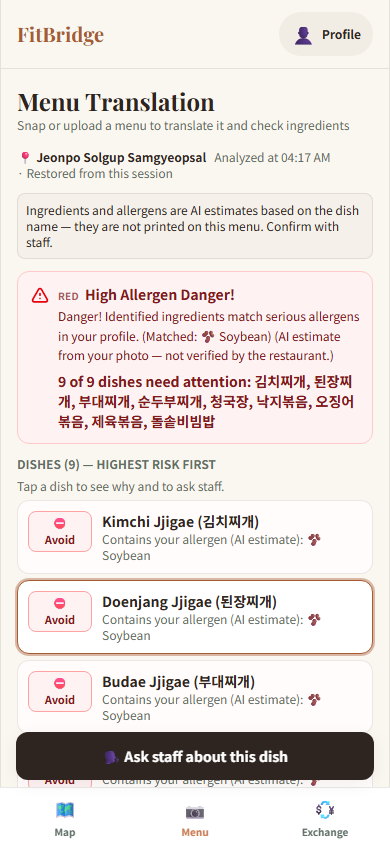 FitBridge
Profile
Menu Translation
Snap or upload a menu to translate it and check ingredients
Jeonpo Solgup Samgyeopsal Analyzed at 04:17 AM
· Restored from this session
Ingredients and allergens are AI estimates based on the dish
name — they are not printed on this menu. Confirm with
staff.
RED High Allergen Danger!
Danger! Identified ingredients match serious allergens
in your profile. (Matched: Soybean) (AI estimate
from your photo — not verified by the restaurant.)
9 of 9 dishes need attention: 김치찌개, 된장찌
개, 부대찌개, 순두부찌개, 청국장, 낙지볶음, 오징어
볶음, 제육볶음, 돌솥비빔밥
DISHES (9) — HIGHEST RISK FIRST
Tap a dish to see why and to ask staff.
Avoid
Kimchi Jjigae (김치찌개)
Contains your allergen (AI estimate):
Soybean
Avoid
Doenjang Jjigae (된장찌개)
Contains your allergen (AI estimate):
Soybean
Avoid
Budae Jjigae (부대찌개)
Contains your allergen (AI estimate):
Soybean
Ask staff about this dish
Map
Menu
Exchange